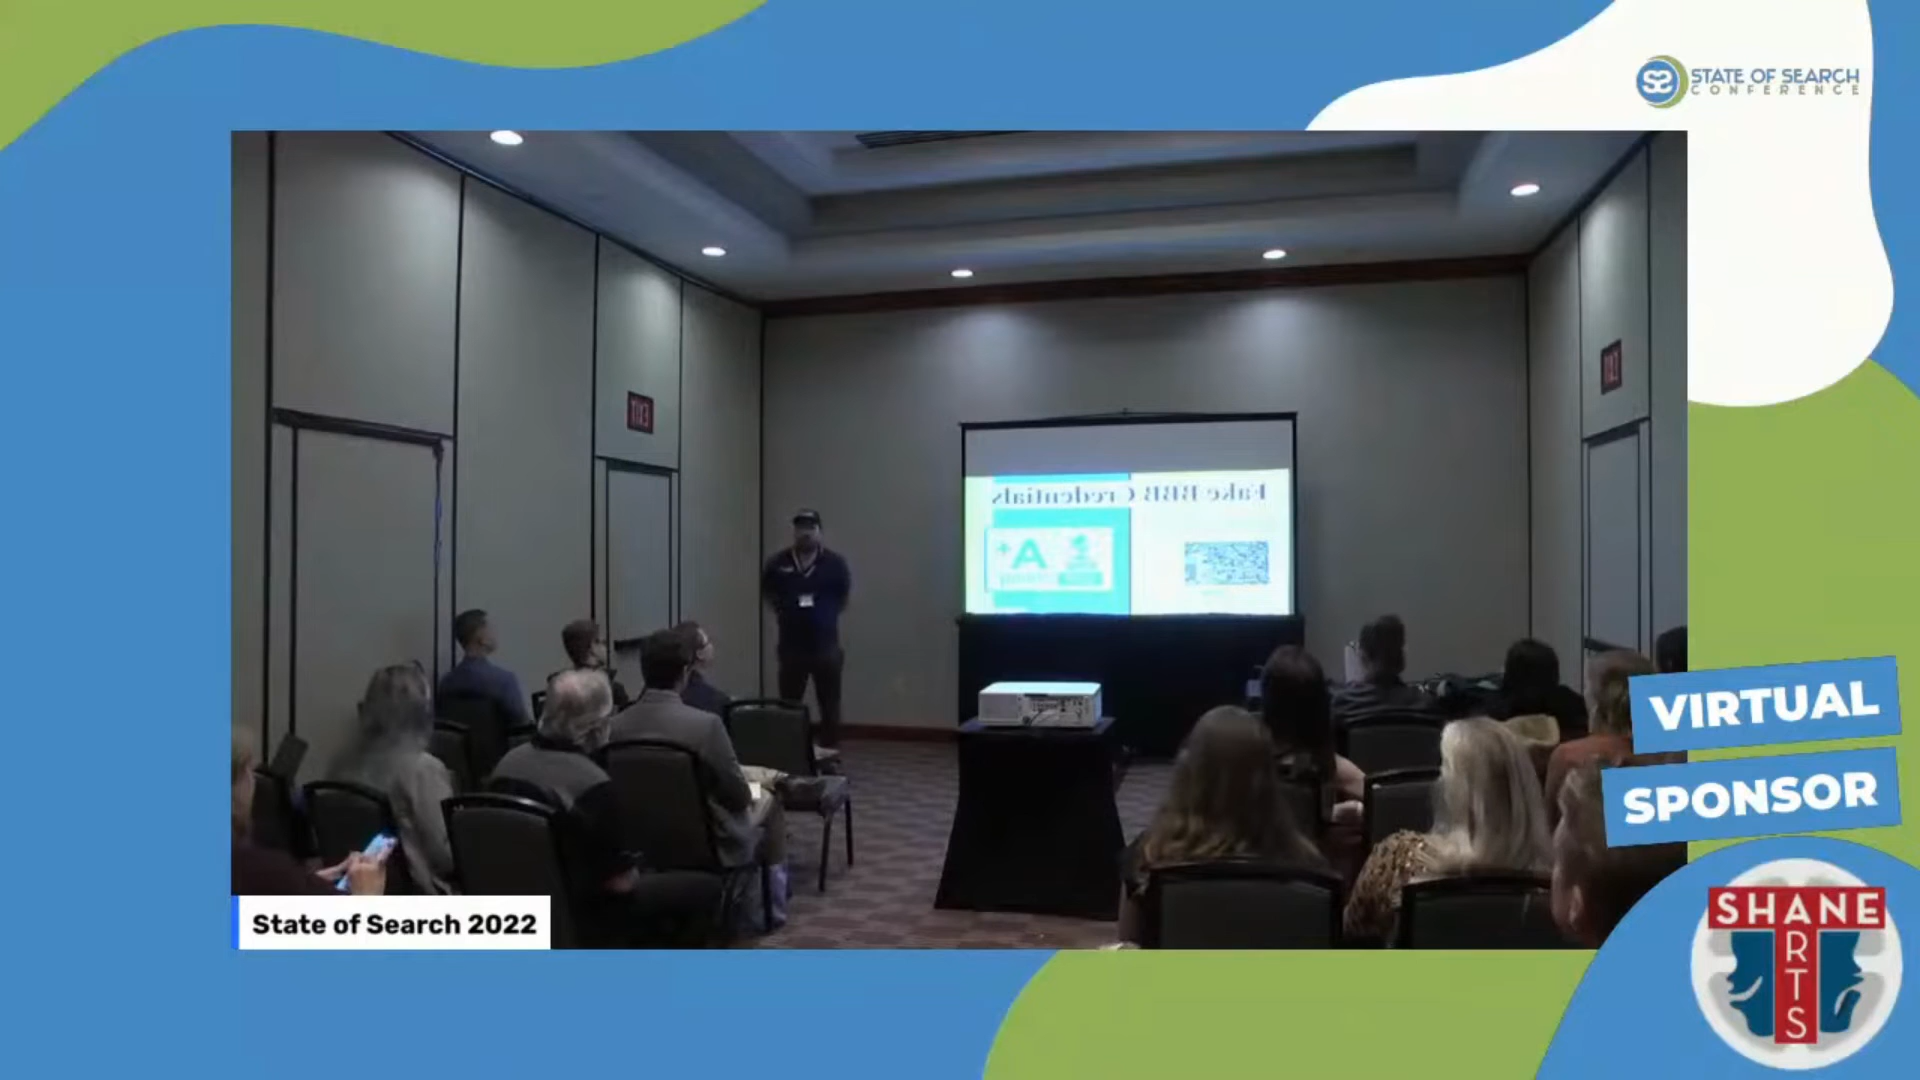 STATE OF SEARCH
CONFERENCE
EXIT
EXIT
Fake BBB Credentials
A+
VIRTUAL
SPONSOR
State of Search 2022
SHANE
ARTS